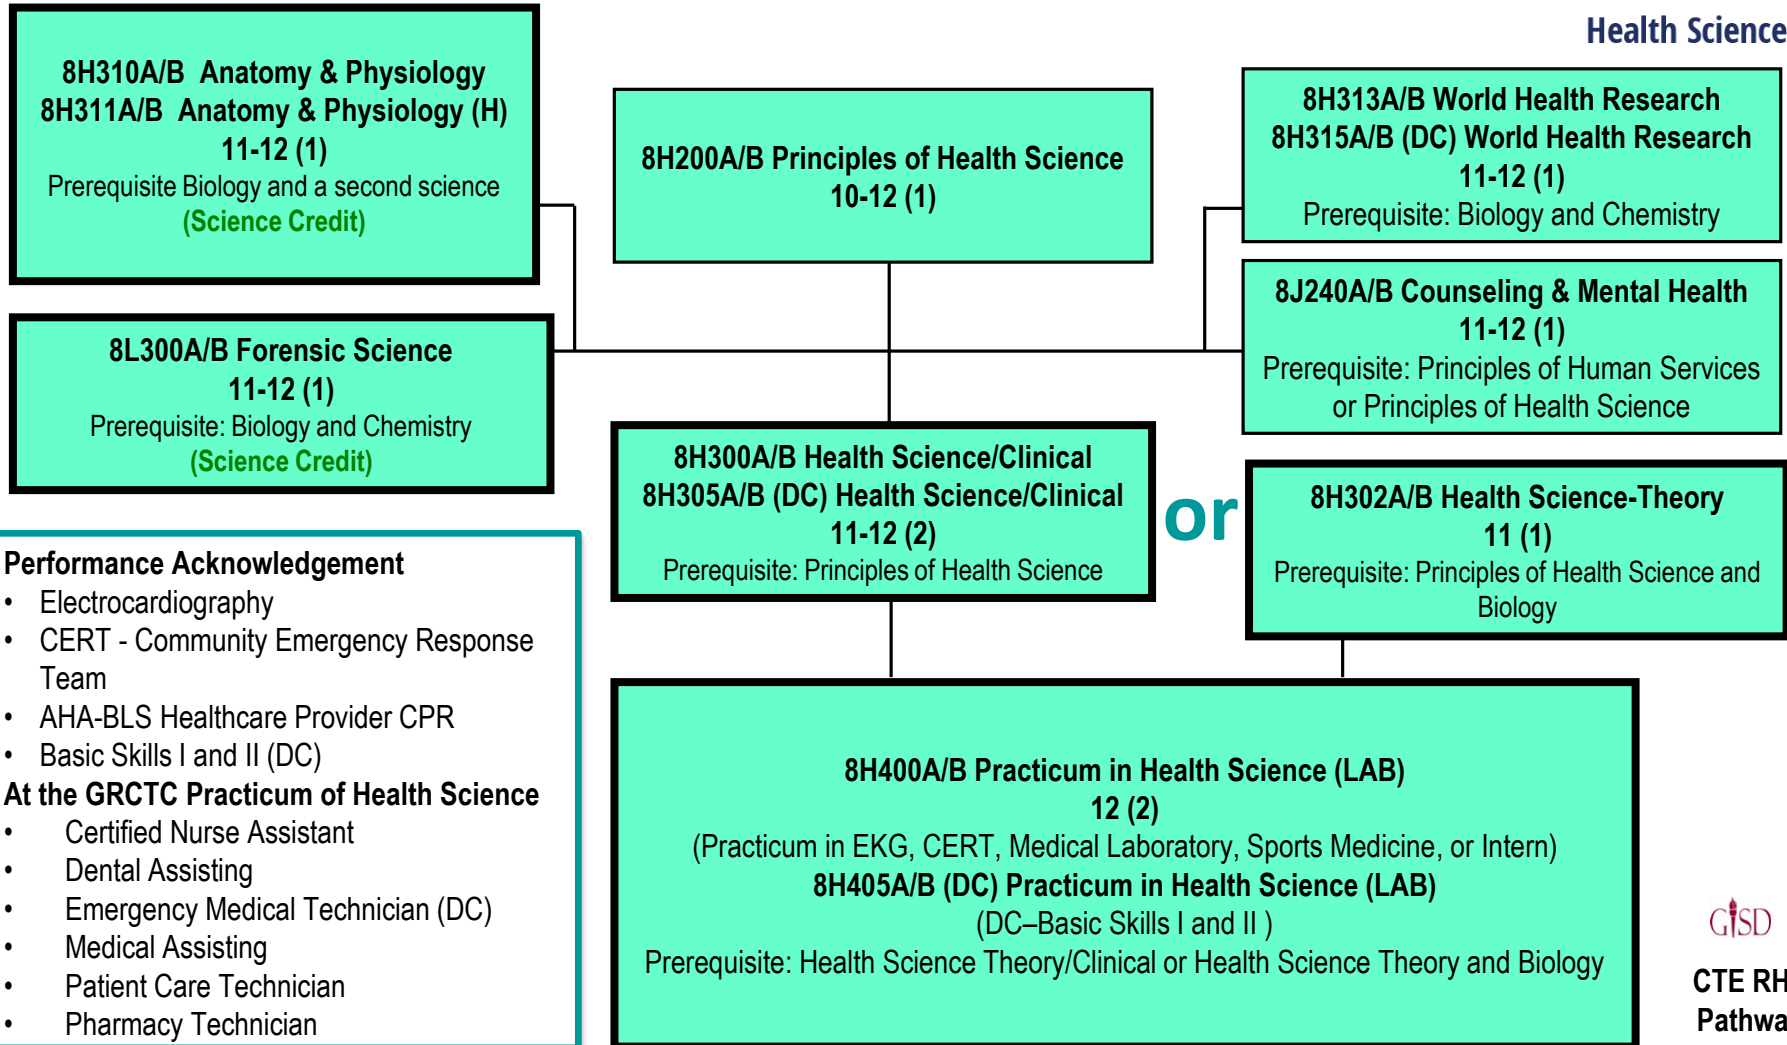 Health Science
8H310A/B  Anatomy & Physiology
8H311A/B  Anatomy & Physiology (H)
11-12 (1)
Prerequisite Biology and a second science
(Science Credit)
8H200A/B Principles of Health Science
10-12 (1)
8H313A/B World Health Research
8H315A/B (DC) World Health Research
11-12 (1)
Prerequisite: Biology and Chemistry
8L300A/B Forensic Science
11-12 (1)
Prerequisite: Biology and Chemistry
(Science Credit)
8J240A/B Counseling & Mental Health
11-12 (1)
Prerequisite: Principles of Human Services
or Principles of Health Science
8H300A/B Health Science/Clinical
8H305A/B (DC) Health Science/Clinical
11-12 (2)
Prerequisite: Principles of Health Science
or
8H302A/B Health Science-Theory
11 (1)
Prerequisite: Principles of Health Science and
Biology
Performance Acknowledgement
• Electrocardiography
• CERT - Community Emergency Response
Team
• AHA-BLS Healthcare Provider CPR
• Basic Skills I and II (DC)
At the GRCTC Practicum of Health Science
• Certified Nurse Assistant
• Dental Assisting
• Emergency Medical Technician (DC)
• Medical Assisting
• Patient Care Technician
• Pharmacy Technician
8H400A/B Practicum in Health Science (LAB)
12 (2)
(Practicum in EKG, CERT, Medical Laboratory, Sports Medicine, or Intern)
8H405A/B (DC) Practicum in Health Science (LAB)
(DC–Basic Skills I and II )
Prerequisite: Health Science Theory/Clinical or Health Science Theory and Biology
GISD
CTE RH
Pathwa